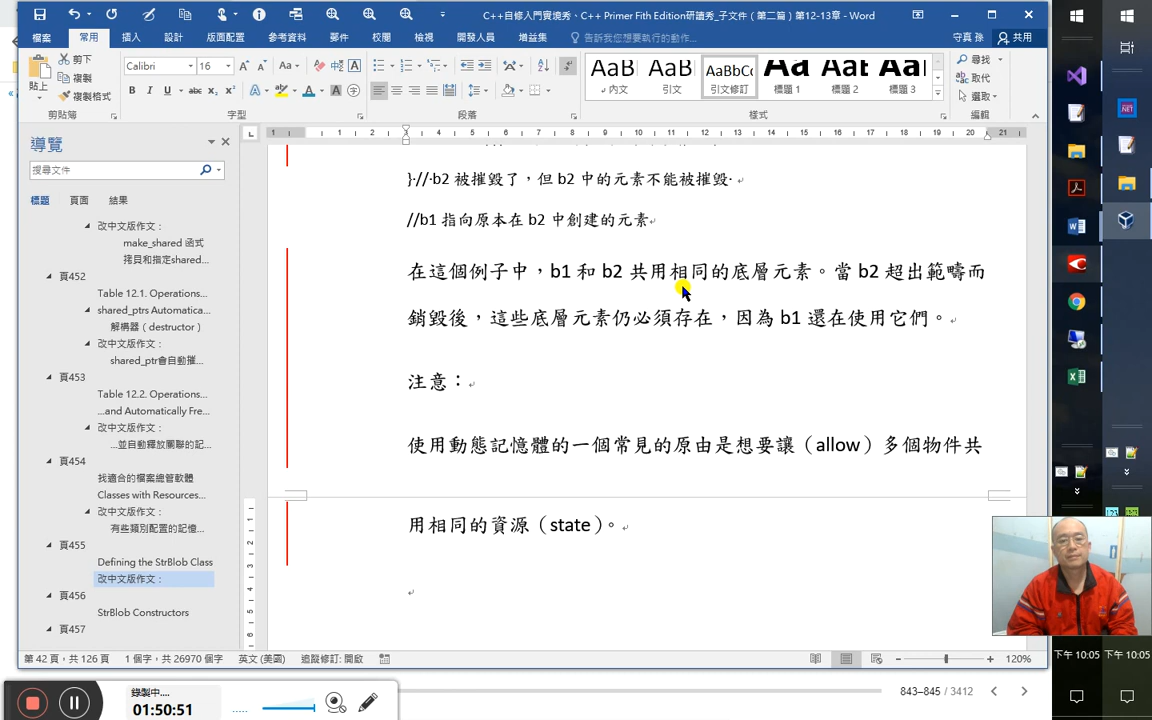 C++自修入門實境秀、C++ Primer Fith Edition研讀秀_子文件（第二篇）第12-13章 - Word
檔案 常用 插入 設計 版面配置 參考資料 郵件 校閱 檢視 開發人員 增益集 告訴我您想要執行的動作... 守真 孫 共用
貼上 剪下 複製 複製格式
Calibri 16
AaB AaB AaBbCc Aa AaE AaI
內文 引文 引文修訂 標題 1 標題 2 標題 3
尋找 取代 選取
剪貼簿 字型 段落 樣式 編輯
導覽
搜尋文件
標題 頁面 結果
改中文版作文：
make_shared 函式
拷貝和指定shared...
頁452
Table 12.1. Operations...
shared_ptrs Automatica...
解構器（destructor）
改中文版作文：
shared_ptr會自動摧...
頁453
Table 12.2. Operations...
...and Automatically Fre...
改中文版作文：
...並自動釋放關聯的記...
頁454
找適合的檔案總管軟體
Classes with Resources...
改中文版作文：
有些類別配置的記憶...
頁455
Defining the StrBlob Class
改中文版作文：
頁456
StrBlob Constructors
頁457
}·//·b2 被摧毀了，但 b2 中的元素不能被摧毀·
//b1 指向原本在 b2 中創建的元素
在這個例子中，b1 和 b2 共用相同的底層元素。當 b2 超出範疇而
銷毀後，這些底層元素仍必須存在，因為 b1 還在使用它們。
注意：
使用動態記憶體的一個常見的原由是想要讓（allow）多個物件共
用相同的資源（state）。
第 42 頁，共 126 頁 1 個字，共 26970 個字 英文 (美國) 追蹤修訂: 開啟 120%
錄製中....
01:50:51
843–845 / 3412
下午 10:05 下午 10:05